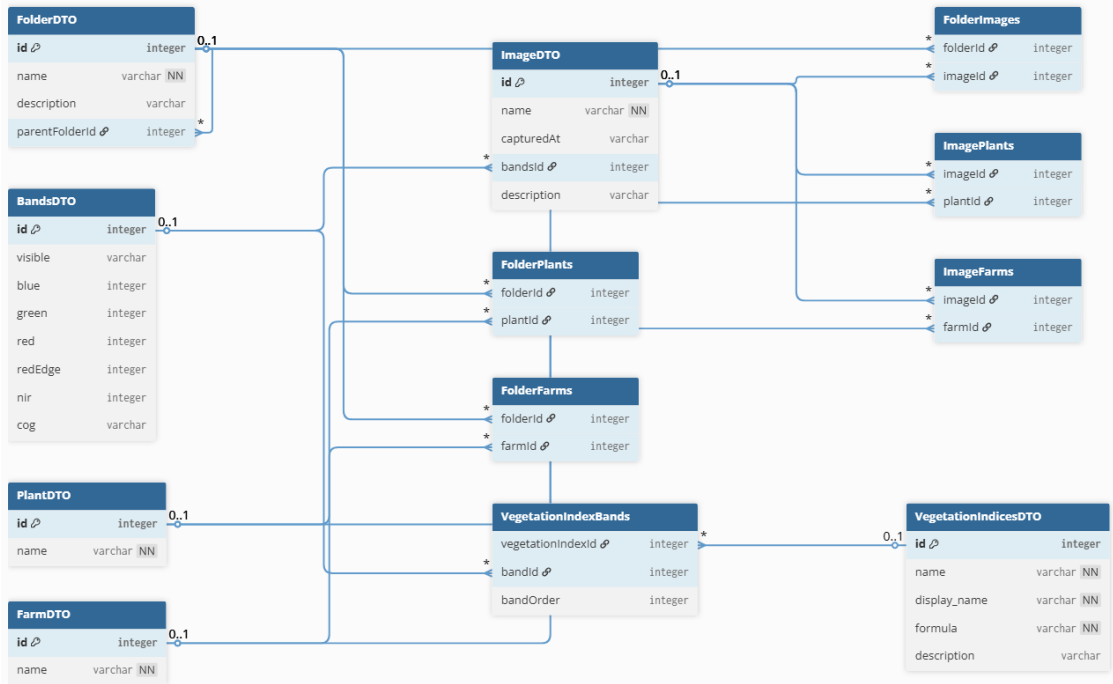 FolderDTO
id integer
name varchar NN
description varchar
parentFolderId integer
0..1
*
BandsDTO
id integer
visible varchar
blue integer
green integer
red integer
redEdge integer
nir integer
cog varchar
0..1
PlantDTO
id integer
name varchar NN
0..1
FarmDTO
id integer
name varchar NN
0..1
ImageDTO
id integer
name varchar NN
capturedAt varchar
bandsId integer
description varchar
0..1
*
FolderPlants
* folderId integer
* plantId integer
FolderFarms
* folderId integer
* farmId integer
VegetationIndexBands
vegetationIndexId integer *
* bandId integer
bandOrder integer
FolderImages
* folderId integer
* imageId integer
ImagePlants
* imageId integer
* plantId integer
ImageFarms
* imageId integer
* farmId integer
VegetationIndicesDTO
0..1 id integer
name varchar NN
display_name varchar NN
formula varchar NN
description varchar